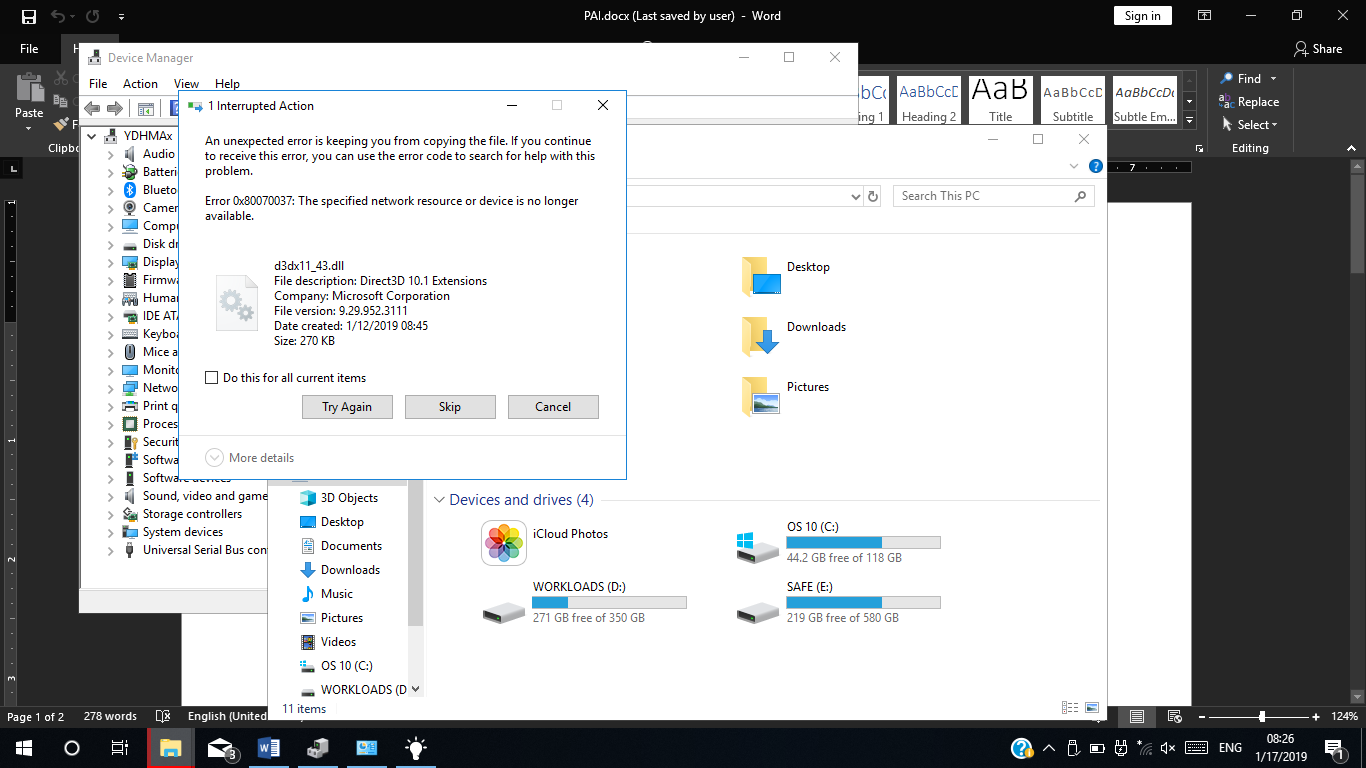 PAI.docx (Last saved by user) - Word
Sign in
File
H
Share
Paste
F
Clipbo
ing 1
AaBbCcD
Heading 2
AaB
Title
AaBbCcD
Subtitle
AaBbCcDc
Subtle Em...
Find
Replace
Select
Editing
Device Manager
File Action View Help
YDHMAx
Audio
Batteri
Blueto
Camer
Compu
Disk dr
Display
Firmwa
Human
IDE ATA
Keyboa
Mice a
Monito
Netwo
Print q
Proces
Securit
Softwa
Software devices
Sound, video and game
Storage controllers
System devices
Universal Serial Bus con
1 Interrupted Action
An unexpected error is keeping you from copying the file. If you continue
to receive this error, you can use the error code to search for help with this
problem.
Error 0x80070037: The specified network resource or device is no longer
available.
d3dx11_43.dll
File description: Direct3D 10.1 Extensions
Company: Microsoft Corporation
File version: 9.29.952.3111
Date created: 1/12/2019 08:45
Size: 270 KB
Do this for all current items
Try Again Skip Cancel
More details
Search This PC
Desktop
Downloads
Pictures
Devices and drives (4)
iCloud Photos
OS 10 (C:)
44.2 GB free of 118 GB
WORKLOADS (D:)
271 GB free of 350 GB
SAFE (E:)
219 GB free of 580 GB
3D Objects
Desktop
Documents
Downloads
Music
Pictures
Videos
OS 10 (C:)
WORKLOADS (D
11 items
7
1
2
3
Page 1 of 2 278 words English (United
124%
3
ENG
08:26
1/17/2019
1